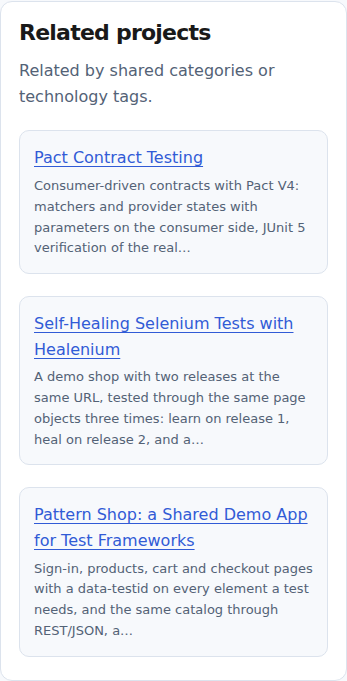 Related projects
Related by shared categories or
technology tags.
Pact Contract Testing
Consumer-driven contracts with Pact V4:
matchers and provider states with
parameters on the consumer side, JUnit 5
verification of the real…
Self-Healing Selenium Tests with
Healenium
A demo shop with two releases at the
same URL, tested through the same page
objects three times: learn on release 1,
heal on release 2, and a…
Pattern Shop: a Shared Demo App
for Test Frameworks
Sign-in, products, cart and checkout pages
with a data-testid on every element a test
needs, and the same catalog through
REST/JSON, a…